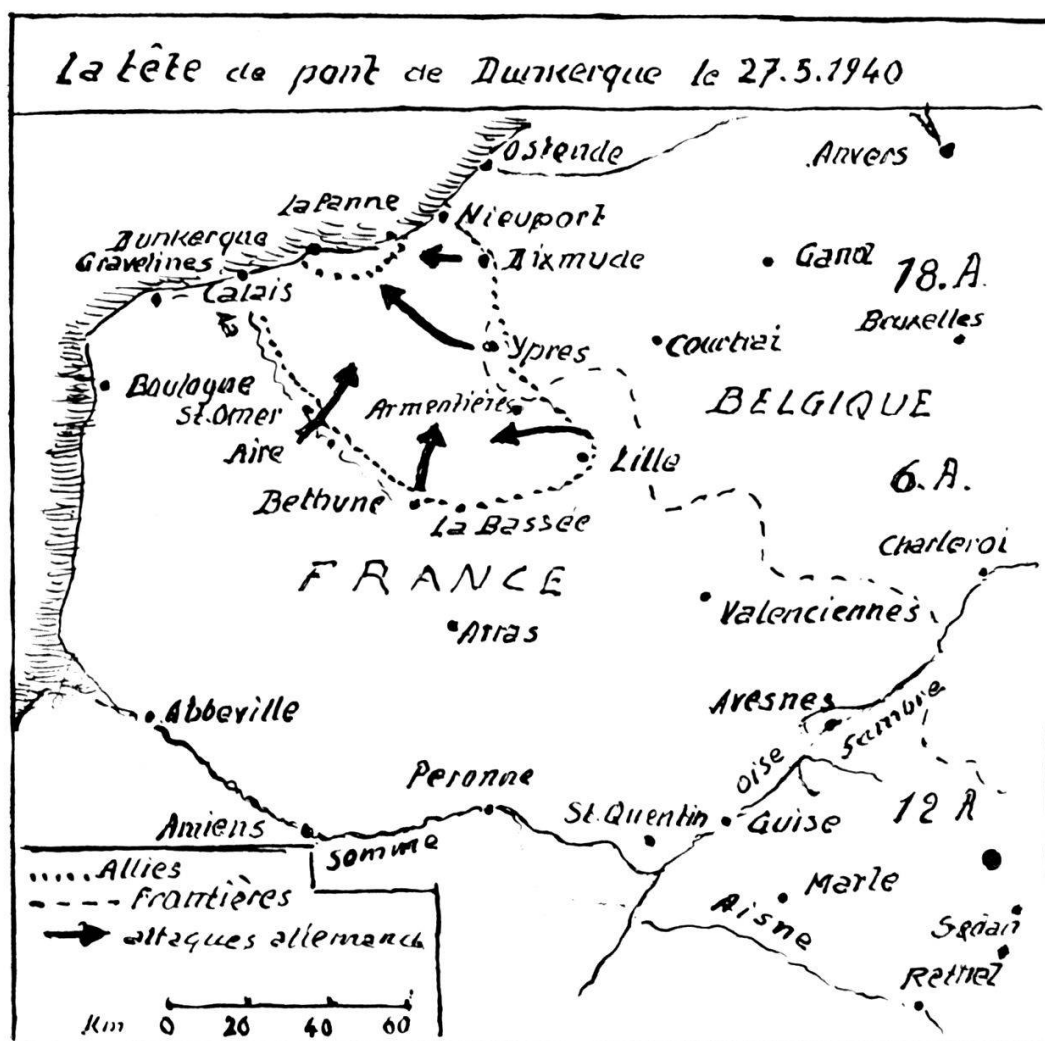 La tête de pont de Dunkerque le 27.5.1940
Ostende
Anvers
La Panne
Nieuport
Dunkerque
Gravelines
Dixmude
Gand
18.A.
Calais
Aa
Bruxelles
Ypres
Courtrai
Boulogne
St.Omer
Armentières
BELGIQUE
Aire
Lille
6.A.
Bethune
La Bassée
Charleroi
FRANCE
Valenciennes
Arras
Avesnes
Sambre
Abbeville
Oise
Peronne
12 A
St.Quentin
Guise
Amiens
Somme
Marle
Aisne
Sedan
Rethel
Allies
Frontières
attaques allemand
Km 0 20 40 60